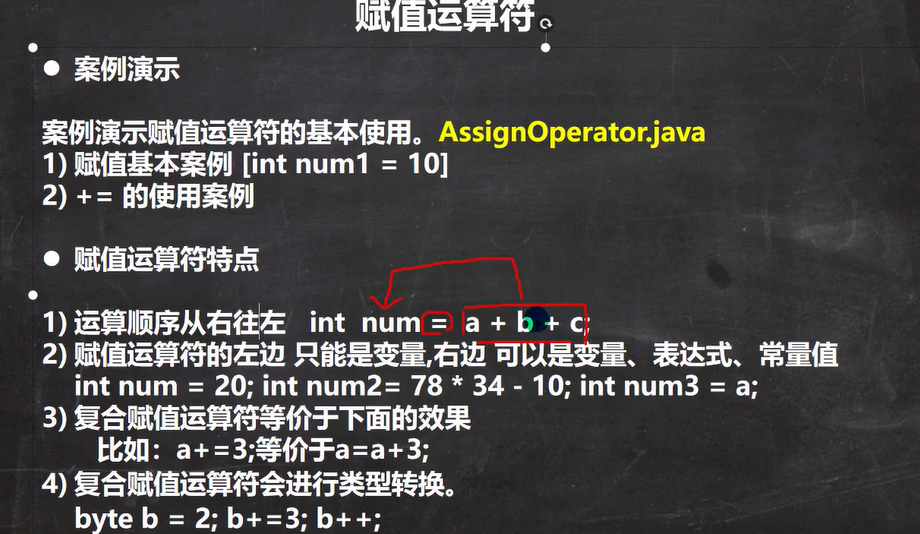 赋值运算符。
● 案例演示
案例演示赋值运算符的基本使用。AssignOperator.java
1) 赋值基本案例 [int num1 = 10]
2) += 的使用案例
● 赋值运算符特点
1) 运算顺序从右往左 int num = a + b + c;
2) 赋值运算符的左边 只能是变量,右边 可以是变量、表达式、常量值
int num = 20; int num2= 78 * 34 - 10; int num3 = a;
3) 复合赋值运算符等价于下面的效果
比如：a+=3;等价于a=a+3;
4) 复合赋值运算符会进行类型转换。
byte b = 2; b+=3; b++;